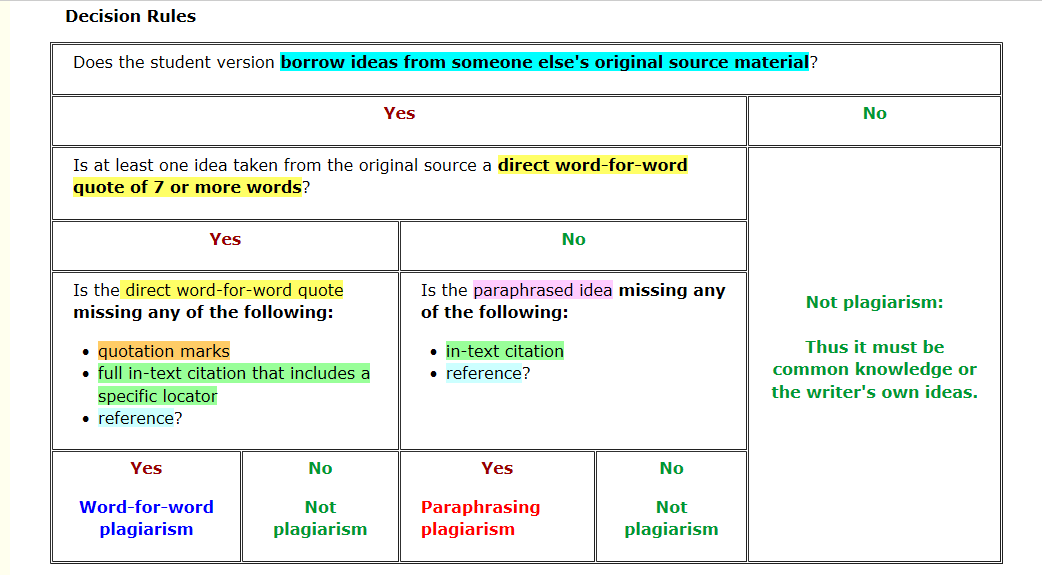 Decision Rules
Does the student version borrow ideas from someone else's original source material?
Yes
No
Is at least one idea taken from the original source a direct word-for-word
quote of 7 or more words?
Yes
No
Is the direct word-for-word quote
missing any of the following:
• quotation marks
• full in-text citation that includes a
specific locator
• reference?
Is the paraphrased idea missing any
of the following:
• in-text citation
• reference?
Not plagiarism:
Thus it must be
common knowledge or
the writer's own ideas.
Yes
Word-for-word
plagiarism
No
Not
plagiarism
Yes
Paraphrasing
plagiarism
No
Not
plagiarism